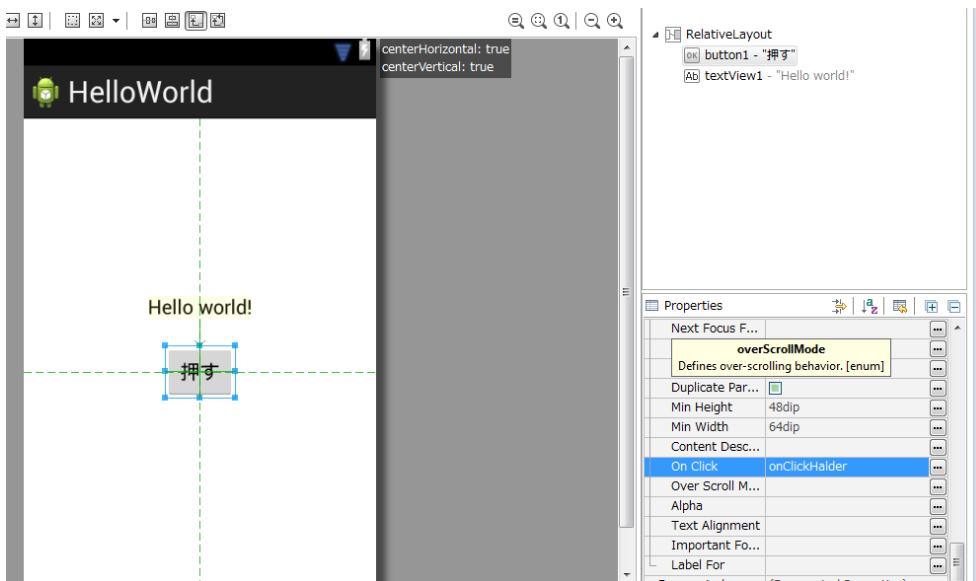 centerHorizontal: true
centerVertical: true
HelloWorld
Hello world!
押す
RelativeLayout
OK button1 - "押す"
Ab textView1 - "Hello world!"
Properties
Next Focus F...
overScrollMode
Defines over-scrolling behavior. [enum]
Duplicate Par...
Min Height 48dip
Min Width 64dip
Content Desc...
On Click onClickHalder
Over Scroll M...
Alpha
Text Alignment
Important Fo...
Label For